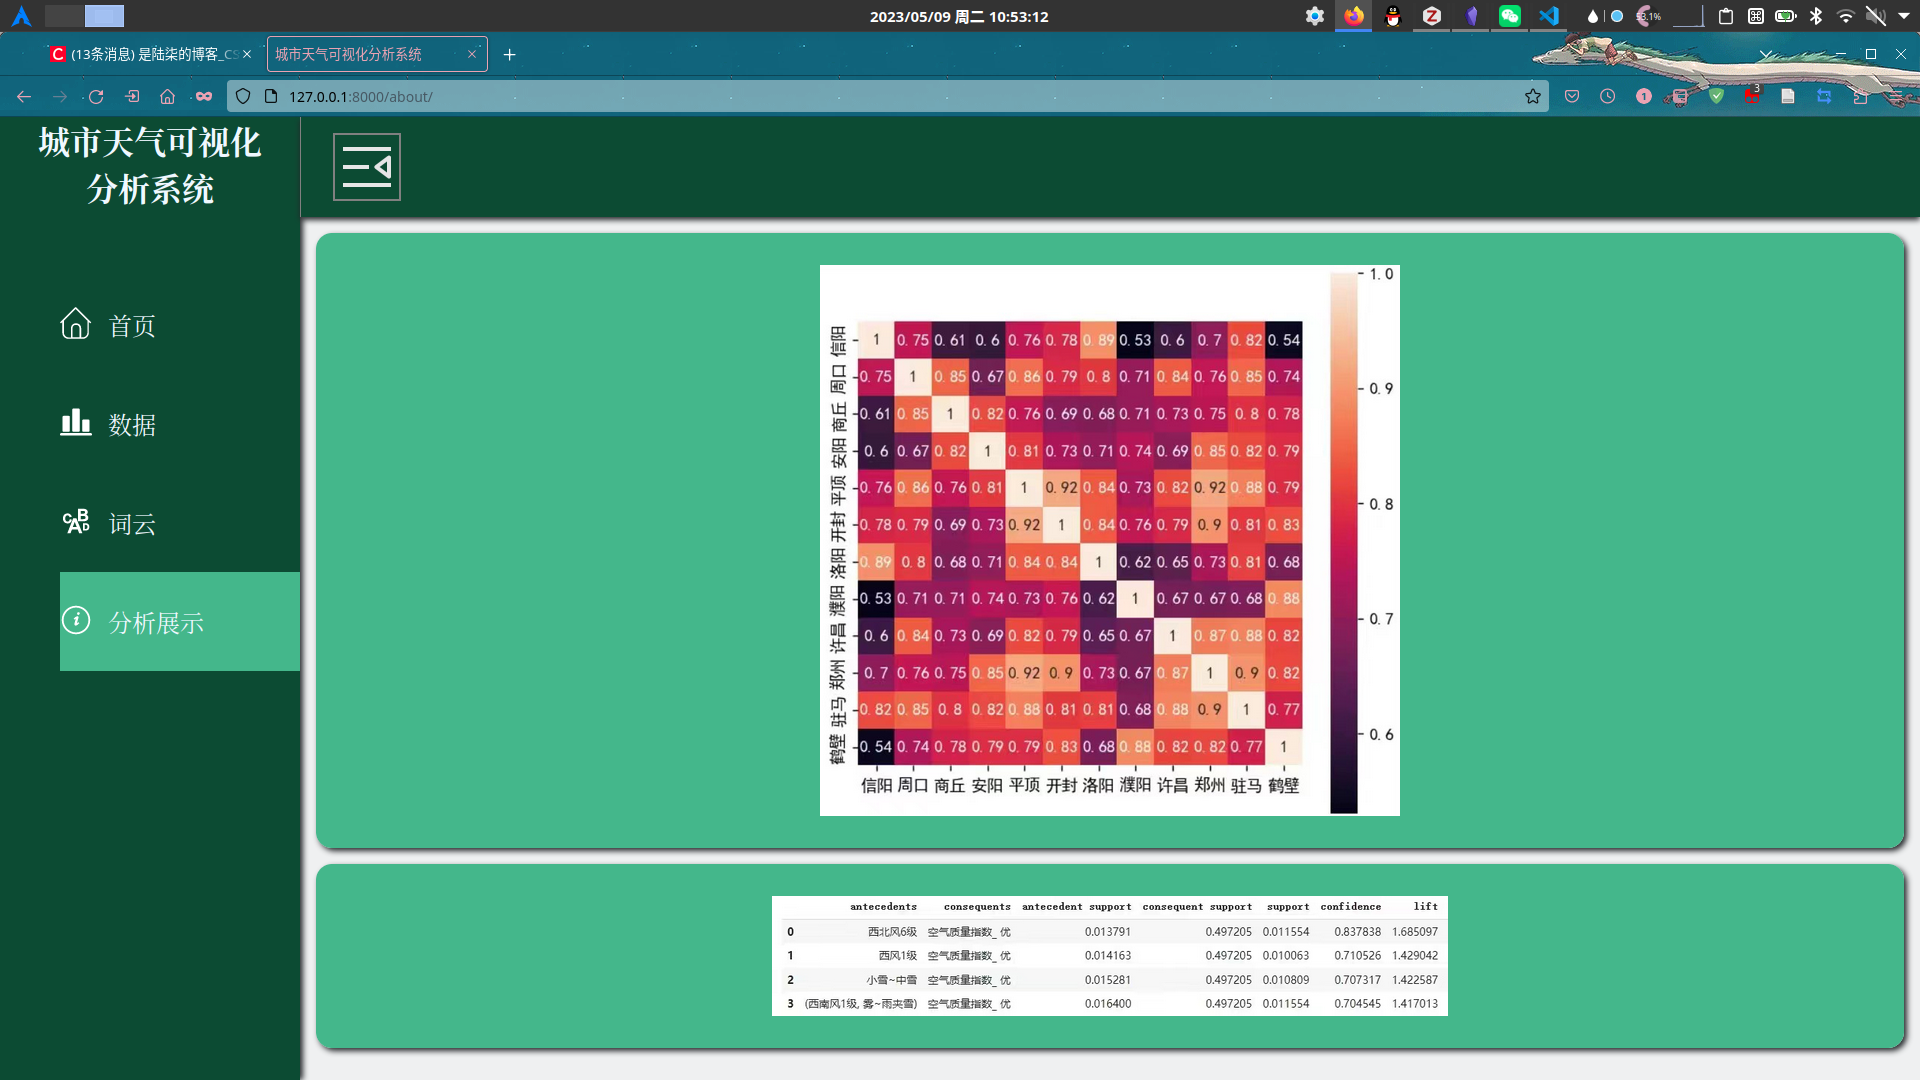 2023/05/09 周二 10:53:12
53.1%
(13条消息) 是陆柒的博客_CS
城市天气可视化分析系统
127.0.0.1:8000/about/
1
3
城市天气可视化
分析系统
首页
数据
词云
分析展示
信阳 1 0.75 0.61 0.6 0.76 0.78 0.89 0.53 0.6 0.7 0.82 0.54
周口 0.75 1 0.85 0.67 0.86 0.79 0.8 0.71 0.84 0.76 0.85 0.74
商丘 0.61 0.85 1 0.82 0.76 0.69 0.68 0.71 0.73 0.75 0.8 0.78
安阳 0.6 0.67 0.82 1 0.81 0.73 0.71 0.74 0.69 0.85 0.82 0.79
平顶 0.76 0.86 0.76 0.81 1 0.92 0.84 0.73 0.82 0.92 0.88 0.79
开封 0.78 0.79 0.69 0.73 0.92 1 0.84 0.76 0.79 0.9 0.81 0.83
洛阳 0.89 0.8 0.68 0.71 0.84 0.84 1 0.62 0.65 0.73 0.81 0.68
濮阳 0.53 0.71 0.71 0.74 0.73 0.76 0.62 1 0.67 0.67 0.68 0.88
许昌 0.6 0.84 0.73 0.69 0.82 0.79 0.65 0.67 1 0.87 0.88 0.82
郑州 0.7 0.76 0.75 0.85 0.92 0.9 0.73 0.67 0.87 1 0.9 0.82
驻马 0.82 0.85 0.8 0.82 0.88 0.81 0.81 0.68 0.88 0.9 1 0.77
鹤壁 0.54 0.74 0.78 0.79 0.79 0.83 0.68 0.88 0.82 0.82 0.77 1
信阳 周口 商丘 安阳 平顶 开封 洛阳 濮阳 许昌 郑州 驻马 鹤壁
1.0
0.9
0.8
0.7
0.6
antecedents consequents antecedent support consequent support support confidence lift
0 西北风6级 空气质量指数_ 优 0.013791 0.497205 0.011554 0.837838 1.685097
1 西风1级 空气质量指数_ 优 0.014163 0.497205 0.010063 0.710526 1.429042
2 小雪~中雪 空气质量指数_ 优 0.015281 0.497205 0.010809 0.707317 1.422587
3 (西南风1级, 雾~雨夹雪) 空气质量指数_ 优 0.016400 0.497205 0.011554 0.704545 1.417013